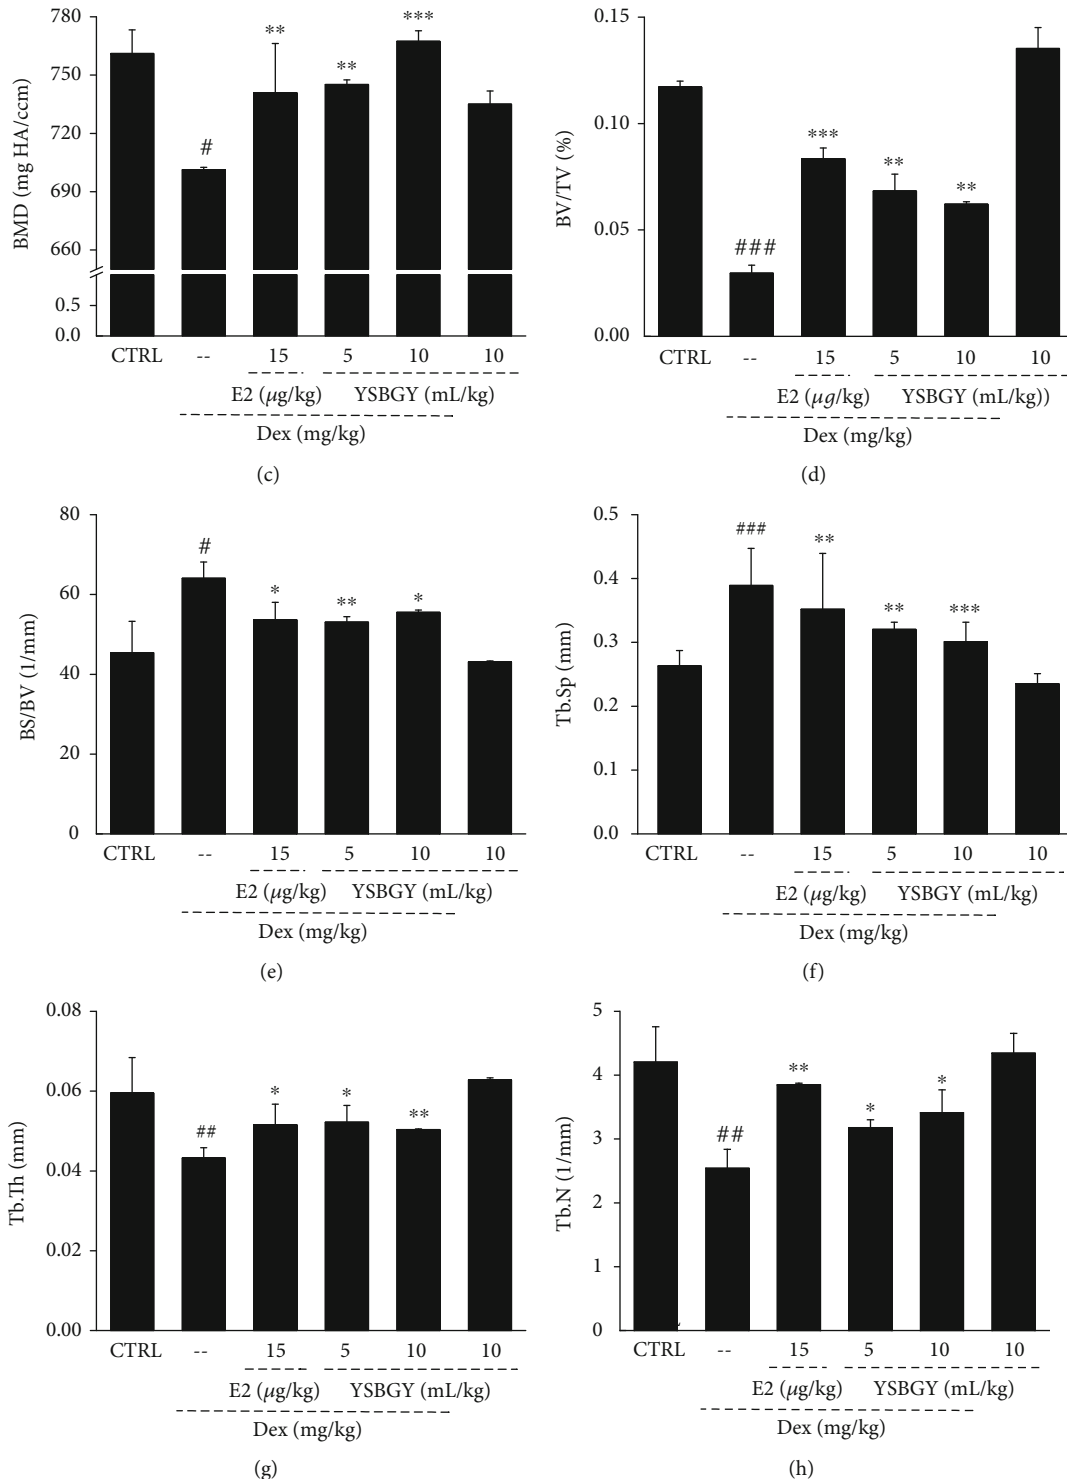 780
750
720
690
660
0.5
0.0
BMD (mg HA/ccm)
#
**
**
***
CTRL -- 15 5 10 10
E2 (μg/kg) YSBGY (mL/kg)
Dex (mg/kg)
(c)
0.15
0.10
0.05
0.00
BV/TV (%)
###
***
**
**
CTRL -- 15 5 10 10
E2 (μg/kg) YSBGY (mL/kg))
Dex (mg/kg)
(d)
80
60
40
20
0
BS/BV (1/mm)
#
*
**
*
CTRL -- 15 5 10 10
E2 (μg/kg) YSBGY (mL/kg)
Dex (mg/kg)
(e)
0.5
0.4
0.3
0.2
0.1
0.0
Tb.Sp (mm)
###
**
**
***
CTRL -- 15 5 10 10
E2 (μg/kg) YSBGY (mL/kg)
Dex (mg/kg)
(f)
0.08
0.06
0.04
0.02
0.00
Tb.Th (mm)
##
*
*
**
CTRL -- 15 5 10 10
E2 (μg/kg) YSBGY (mL/kg)
Dex (mg/kg)
(g)
5
4
3
2
1
0
Tb.N (1/mm)
##
**
*
*
CTRL -- 15 5 10 10
E2 (μg/kg) YSBGY (mL/kg)
Dex (mg/kg)
(h)